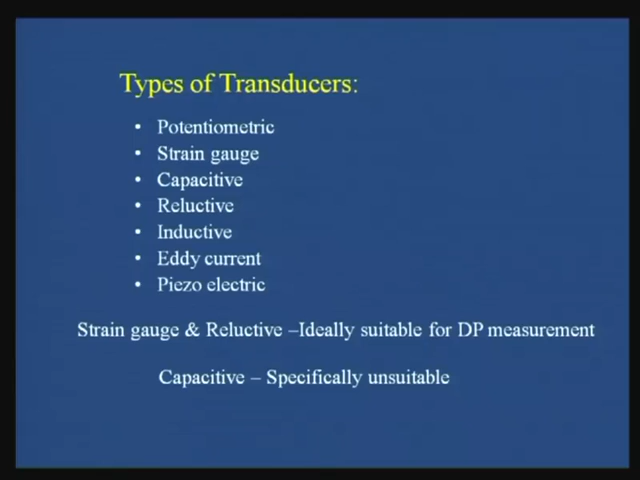 Types of Transducers:
• Potentiometric
• Strain gauge
• Capacitive
• Reluctive
• Inductive
• Eddy current
• Piezo electric
Strain gauge & Reluctive –Ideally suitable for DP measurement
Capacitive – Specifically unsuitable